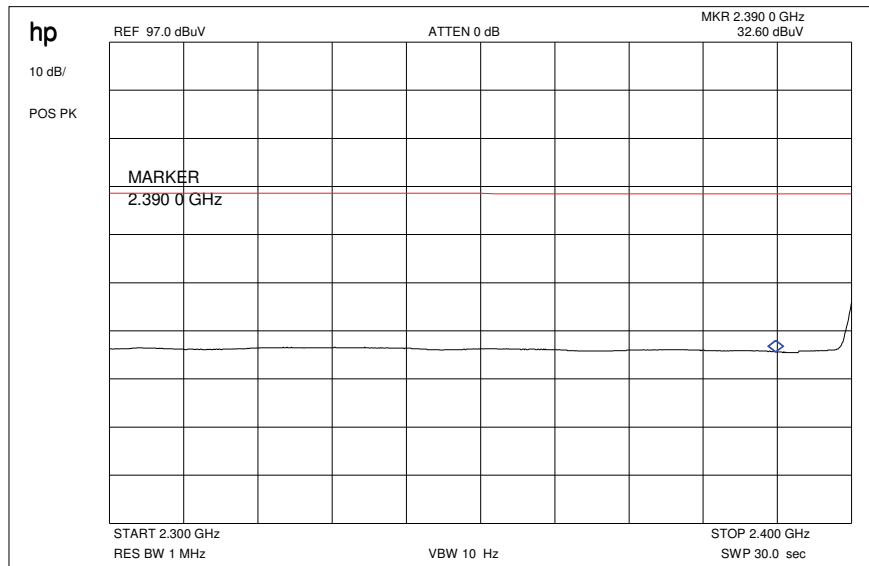 MKR 2.390 0 GHz
hp REF 97.0 dBuV ATTEN 0 dB 32.60 dBuV
10 dB/
POS PK
MARKER
2.390 0 GHz
START 2.300 GHz STOP 2.400 GHz
RES BW 1 MHz VBW 10 Hz SWP 30.0 sec